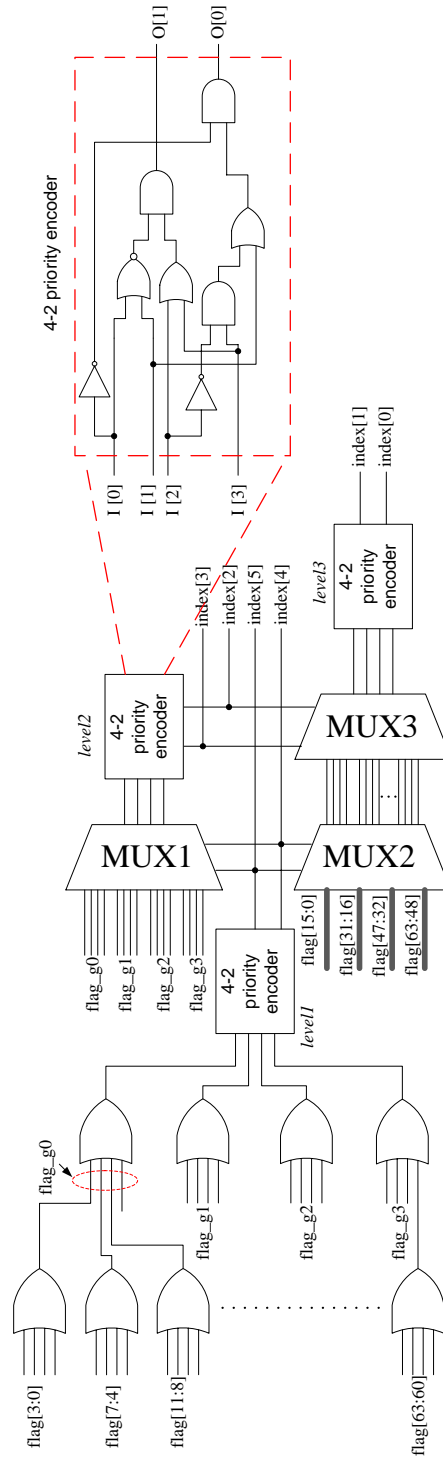 flag[3:0]
flag[7:4]
flag[11:8]
flag[63:60]
flag_g0
flag_g1
flag_g2
flag_g3
4-2
priority
encoder
level1
flag_g0
flag_g1
flag_g2
flag_g3
MUX1
flag[15:0]
flag[31:16]
flag[47:32]
flag[63:48]
MUX2
level2
4-2
priority
encoder
index[3]
index[2]
index[5]
index[4]
MUX3
...
level3
4-2
priority
encoder
index[1]
index[0]
4-2 priority encoder
I [0]
I [1]
I [2]
I [3]
O[1]
O[0]